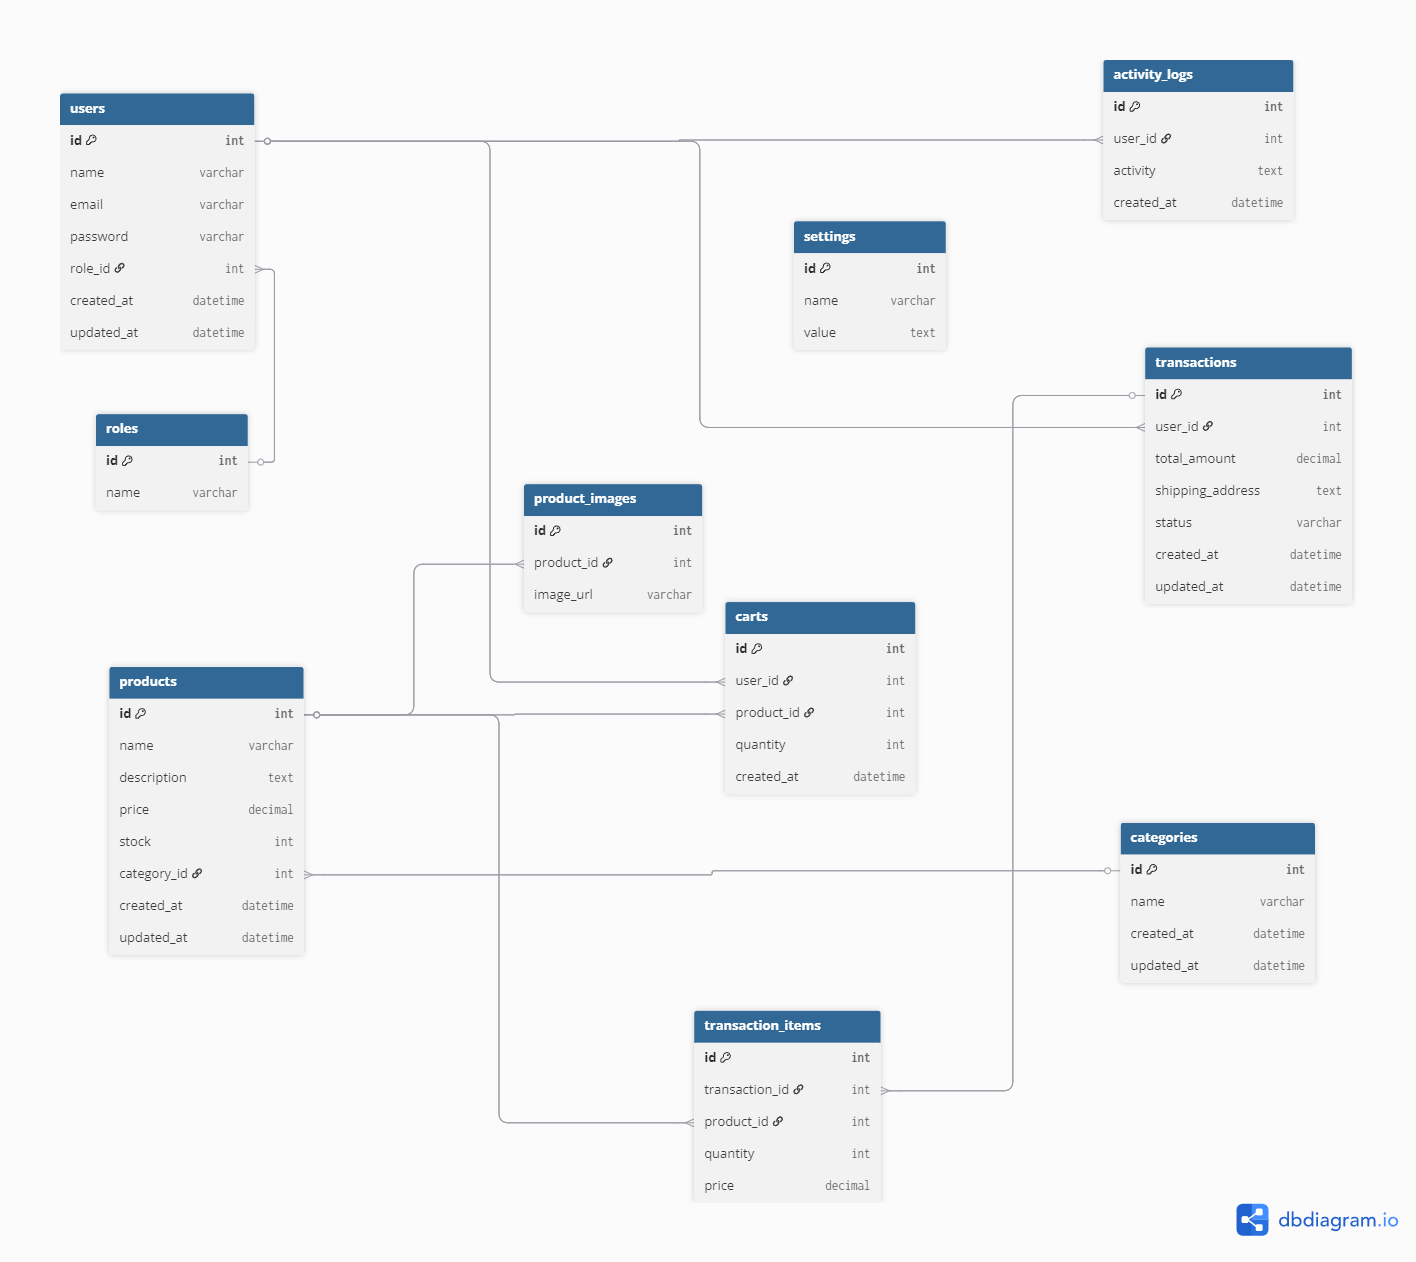 users
id int
name varchar
email varchar
password varchar
role_id int
created_at datetime
updated_at datetime
activity_logs
id int
user_id int
activity text
created_at datetime
settings
id int
name varchar
value text
transactions
id int
user_id int
total_amount decimal
shipping_address text
status varchar
created_at datetime
updated_at datetime
roles
id int
name varchar
product_images
id int
product_id int
image_url varchar
carts
id int
user_id int
product_id int
quantity int
created_at datetime
products
id int
name varchar
description text
price decimal
stock int
category_id int
created_at datetime
updated_at datetime
categories
id int
name varchar
created_at datetime
updated_at datetime
transaction_items
id int
transaction_id int
product_id int
quantity int
price decimal
dbdiagram.io